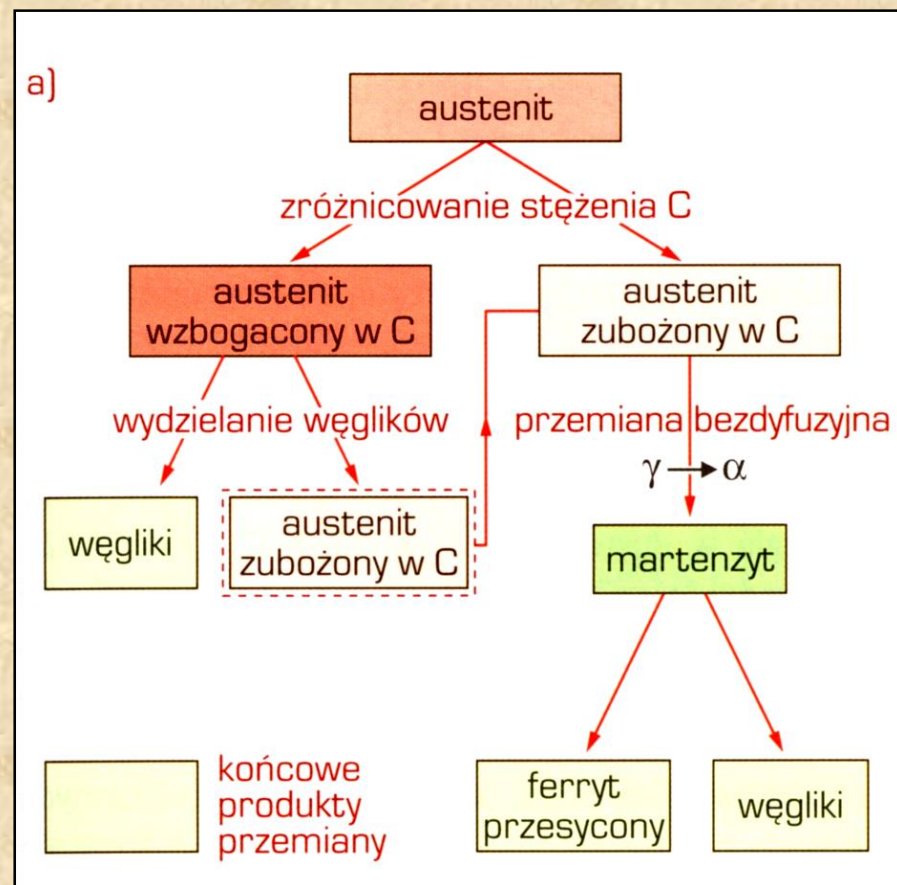 a)
austenit
zróżnicowanie stężenia C
austenit
wzbogacony w C
austenit
zubożony w C
wydzielanie węglików
przemiana bezdyfuzyjna
γ → α
węgliki
austenit
zubożony w C
martenzyt
końcowe
produkty
przemiany
ferryt
przesycony
węgliki